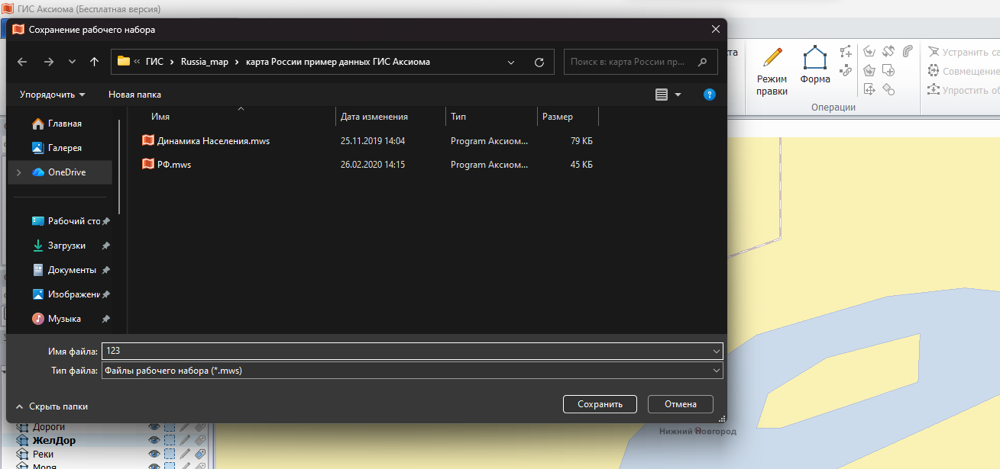 ГИС Аксиома (Бесплатная версия)
Сохранение рабочего набора
« ГИС › Russia_map › карта России пример данных ГИС Аксиома
Поиск в: карта России пр...
Упорядочить
Новая папка
Главная
Галерея
OneDrive
Рабочий сто
Загрузки
Документы
Изображени
Музыка
Имя Дата изменения Тип Размер
Динамика Населения.mws 25.11.2019 14:04 Program Аксиом... 79 КБ
РФ.mws 26.02.2020 14:15 Program Аксиом... 45 КБ
Имя файла: 123
Тип файла: Файлы рабочего набора (*.mws)
Скрыть папки
Сохранить
Отмена
Режим
правки
Форма
Операции
Устранить са
Совмещение
Упростить об
Дороги
ЖелДор
Реки
Моря
Нижний Новгород